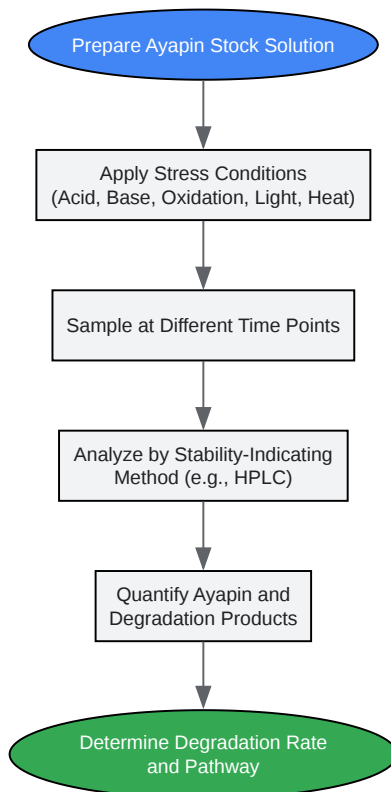 Prepare Ayapin Stock Solution
Apply Stress Conditions
(Acid, Base, Oxidation, Light, Heat)
Sample at Different Time Points
Analyze by Stability-Indicating
Method (e.g., HPLC)
Quantify Ayapin and
Degradation Products
Determine Degradation Rate
and Pathway